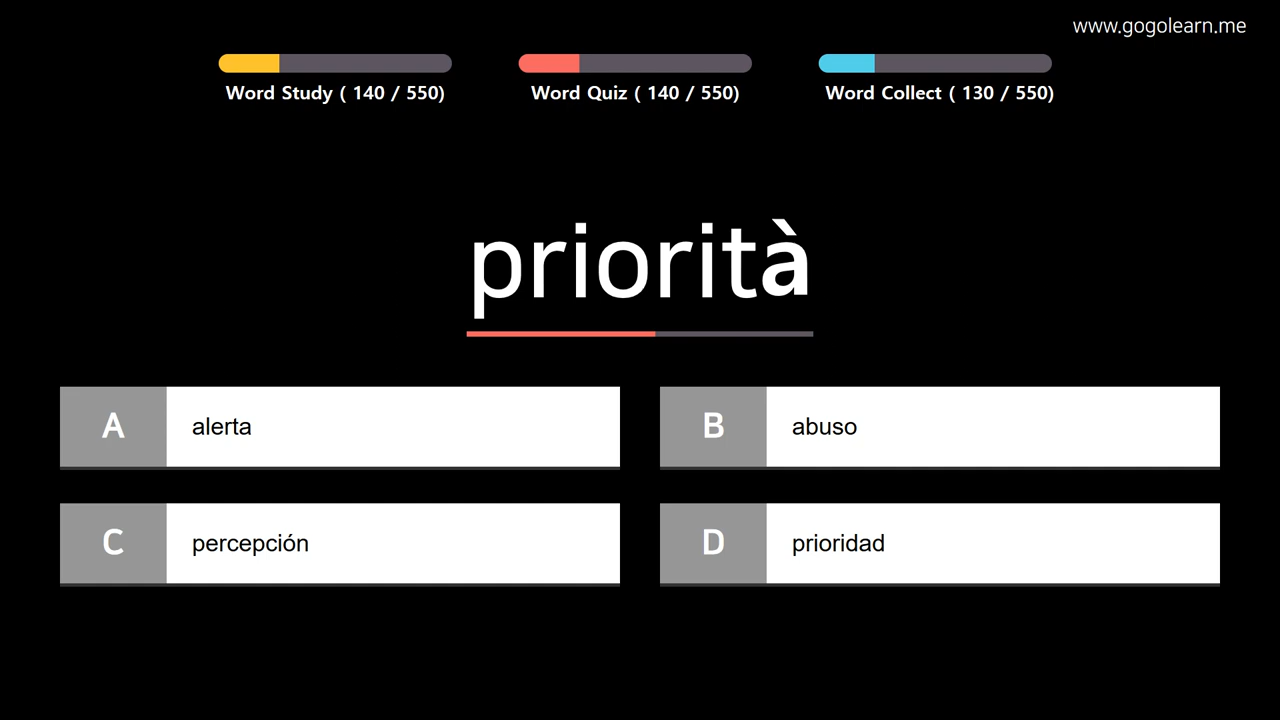 www.gogolearn.me
Word Study ( 140 / 550)
Word Quiz ( 140 / 550)
Word Collect ( 130 / 550)
priorità
A alerta
B abuso
C percepción
D prioridad